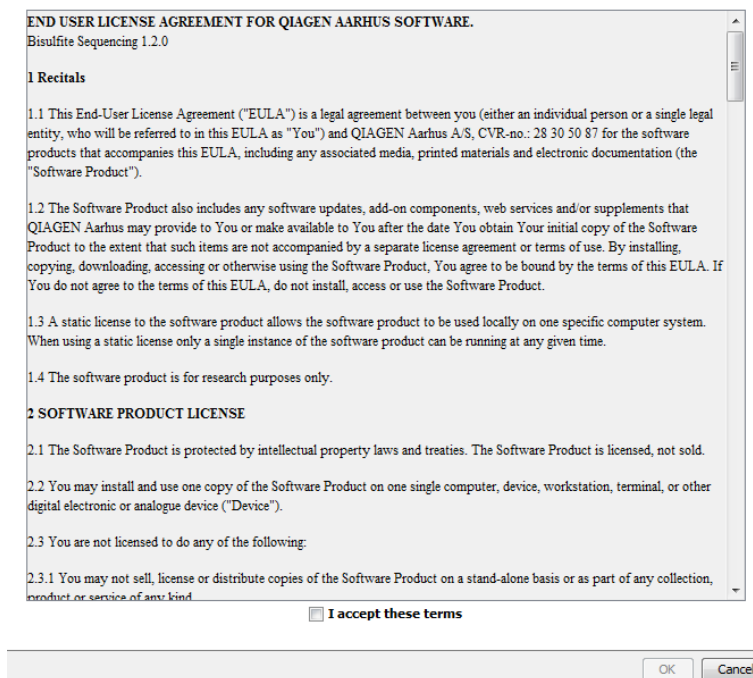 END USER LICENSE AGREEMENT FOR QIAGEN AARHUS SOFTWARE.
Bisulfite Sequencing 1.2.0
1 Recitals
1.1 This End-User License Agreement ("EULA") is a legal agreement between you (either an individual person or a single legal
entity, who will be referred to in this EULA as "You") and QIAGEN Aarhus A/S, CVR-no.: 28 30 50 87 for the software
products that accompanies this EULA, including any associated media, printed materials and electronic documentation (the
"Software Product").
1.2 The Software Product also includes any software updates, add-on components, web services and/or supplements that
QIAGEN Aarhus may provide to You or make available to You after the date You obtain Your initial copy of the Software
Product to the extent that such items are not accompanied by a separate license agreement or terms of use. By installing,
copying, downloading, accessing or otherwise using the Software Product, You agree to be bound by the terms of this EULA. If
You do not agree to the terms of this EULA, do not install, access or use the Software Product.
1.3 A static license to the software product allows the software product to be used locally on one specific computer system.
When using a static license only a single instance of the software product can be running at any given time.
1.4 The software product is for research purposes only.
2 SOFTWARE PRODUCT LICENSE
2.1 The Software Product is protected by intellectual property laws and treaties. The Software Product is licensed, not sold.
2.2 You may install and use one copy of the Software Product on one single computer, device, workstation, terminal, or other
digital electronic or analogue device ("Device").
2.3 You are not licensed to do any of the following:
2.3.1 You may not sell, license or distribute copies of the Software Product on a stand-alone basis or as part of any collection,
product or service of any kind
I accept these terms
OK Cancel